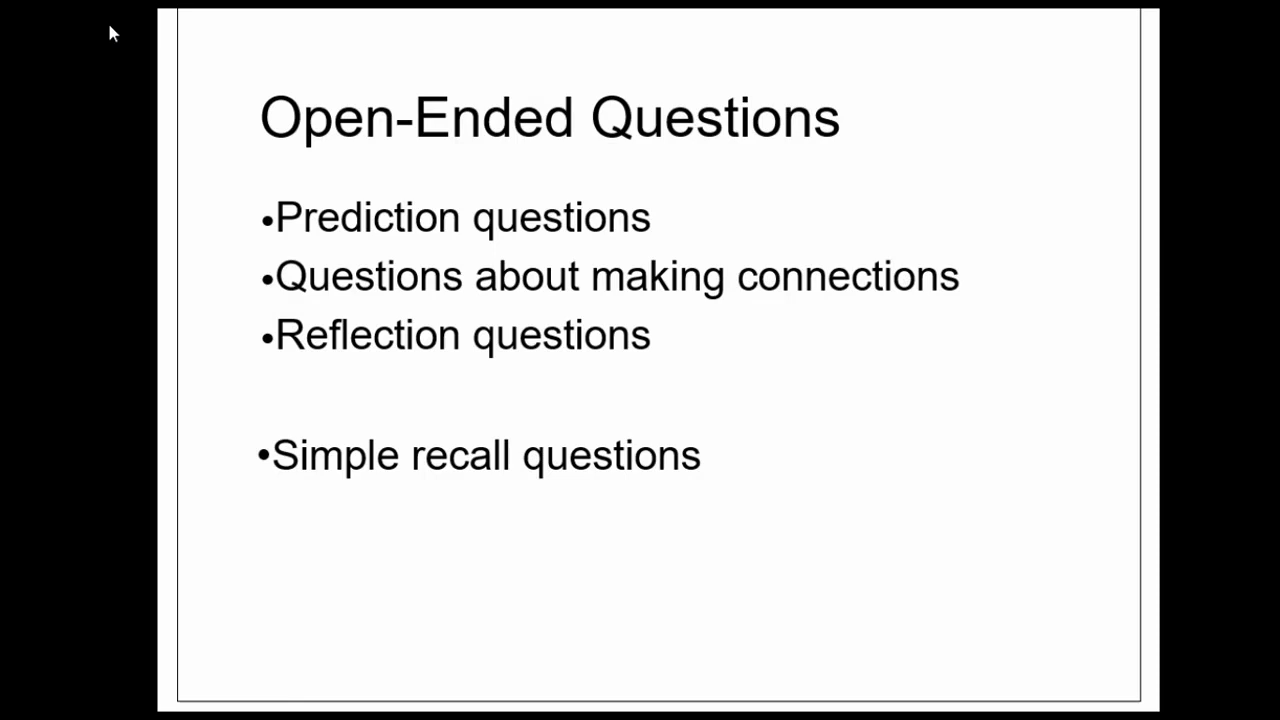 Open-Ended Questions
•Prediction questions
•Questions about making connections
•Reflection questions
•Simple recall questions